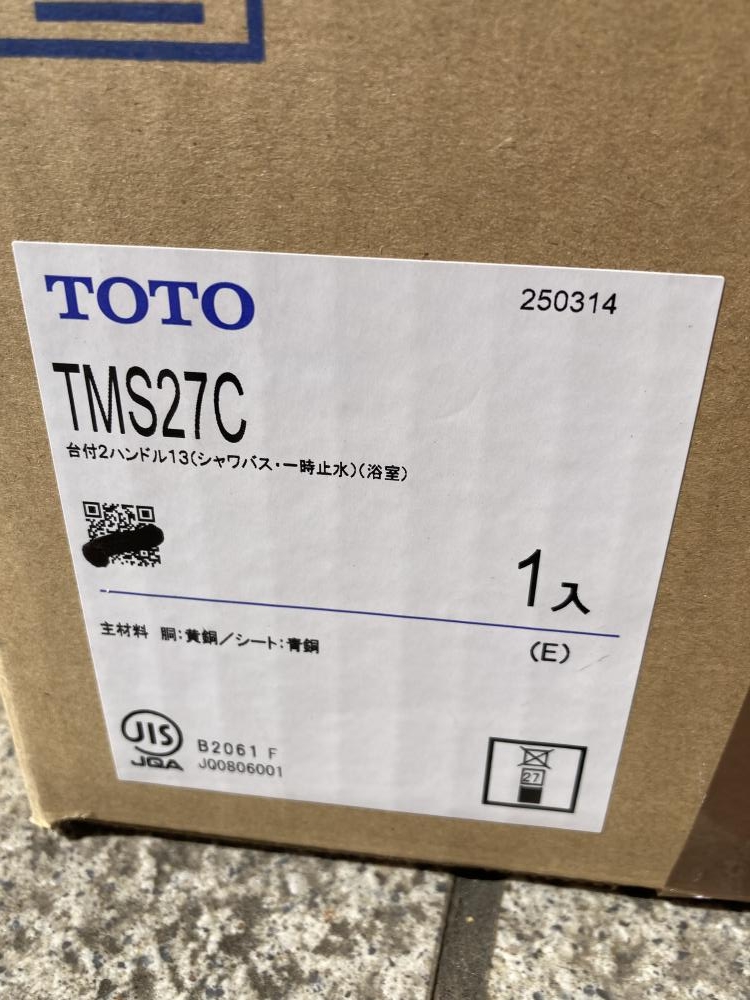 TOTO
250314
TMS27C
台付2ハンドル13(シャワバス・一時止水)(浴室)
1入
主材料 胴:黄銅/シート:青銅
(E)
JIS
JQA
B2061 F
JQ0806001
27